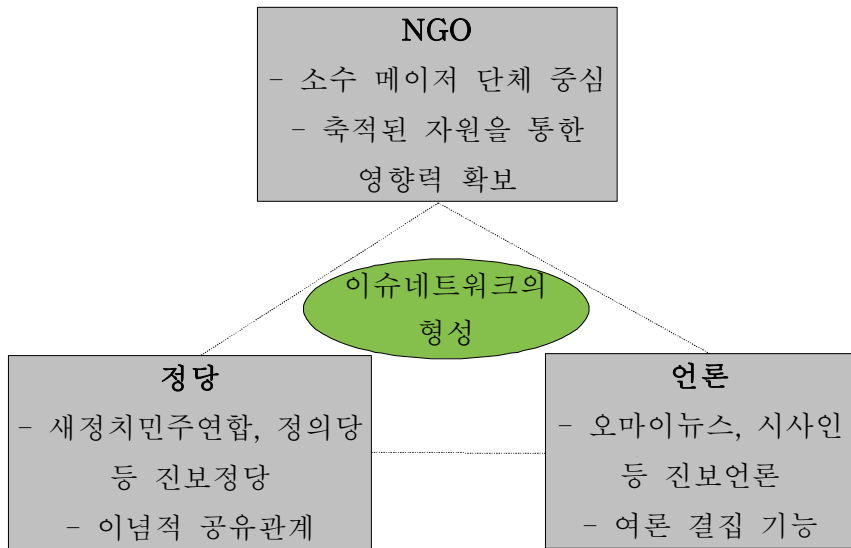 NGO
- 소수 메이저 단체 중심
- 축적된 자원을 통한
영향력 확보
이슈네트워크의
형성
정당
- 새정치민주연합, 정의당
등 진보정당
- 이념적 공유관계
언론
- 오마이뉴스, 시사인
등 진보언론
- 여론 결집 기능